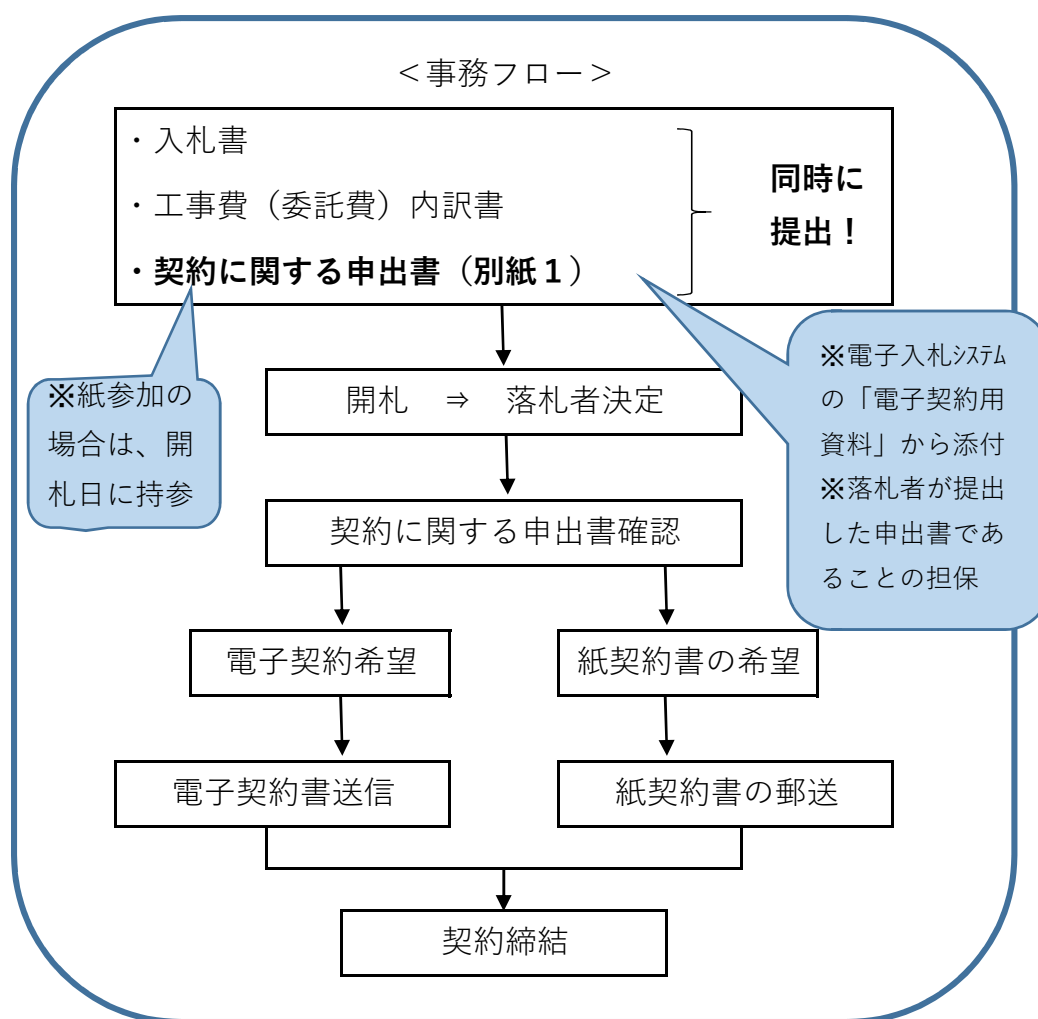 ＜事務フロー＞
・入札書
・工事費（委託費）内訳書
・契約に関する申出書（別紙１）
同時に
提出！
※紙参加の
場合は、開
札日に持参
※電子入札ｼｽﾃﾑ
の「電子契約用
資料」から添付
※落札者が提出
した申出書であ
ることの担保
開札　⇒　落札者決定
契約に関する申出書確認
電子契約希望
紙契約書の希望
電子契約書送信
紙契約書の郵送
契約締結